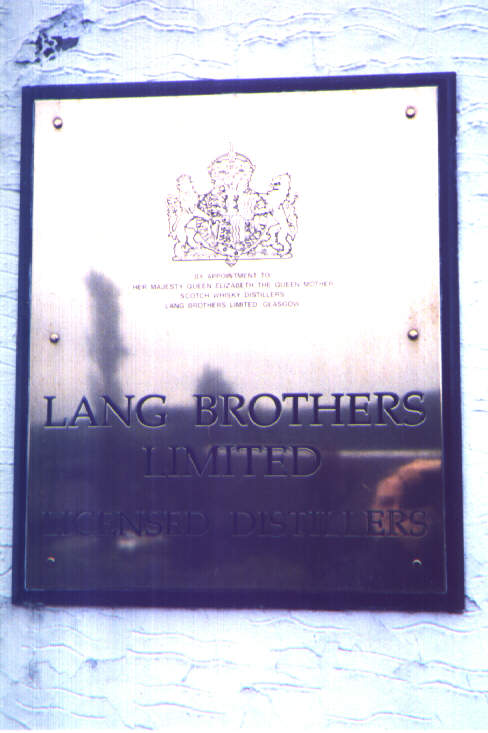 BY APPOINTMENT TO
HER MAJESTY QUEEN ELIZABETH THE QUEEN MOTHER
SCOTCH WHISKY DISTILLERS
LANG BROTHERS LIMITED GLASGOW
LANG BROTHERS
LIMITED
LICENSED DISTILLERS